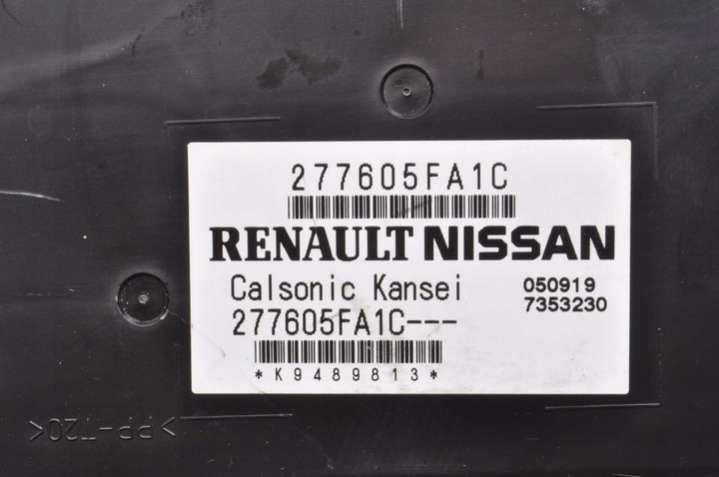 277605FA1C
RENAULT NISSAN
Calsonic Kansei 050919
277605FA1C--- 7353230
*K9489813*
>PP-T20<